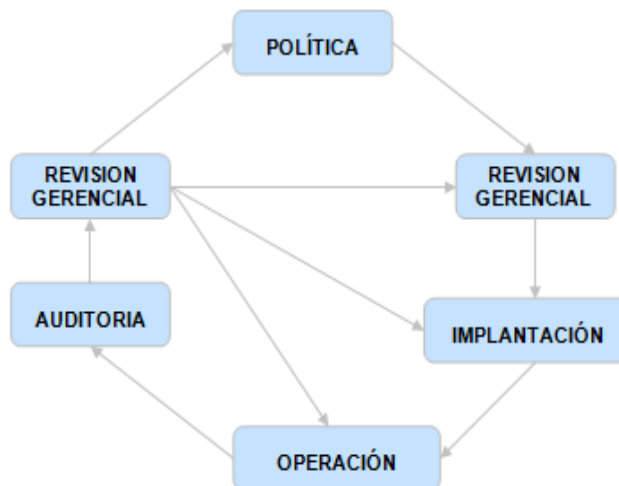 POLÍTICA
REVISION
GERENCIAL
REVISION
GERENCIAL
AUDITORIA
IMPLANTACIÓN
OPERACIÓN